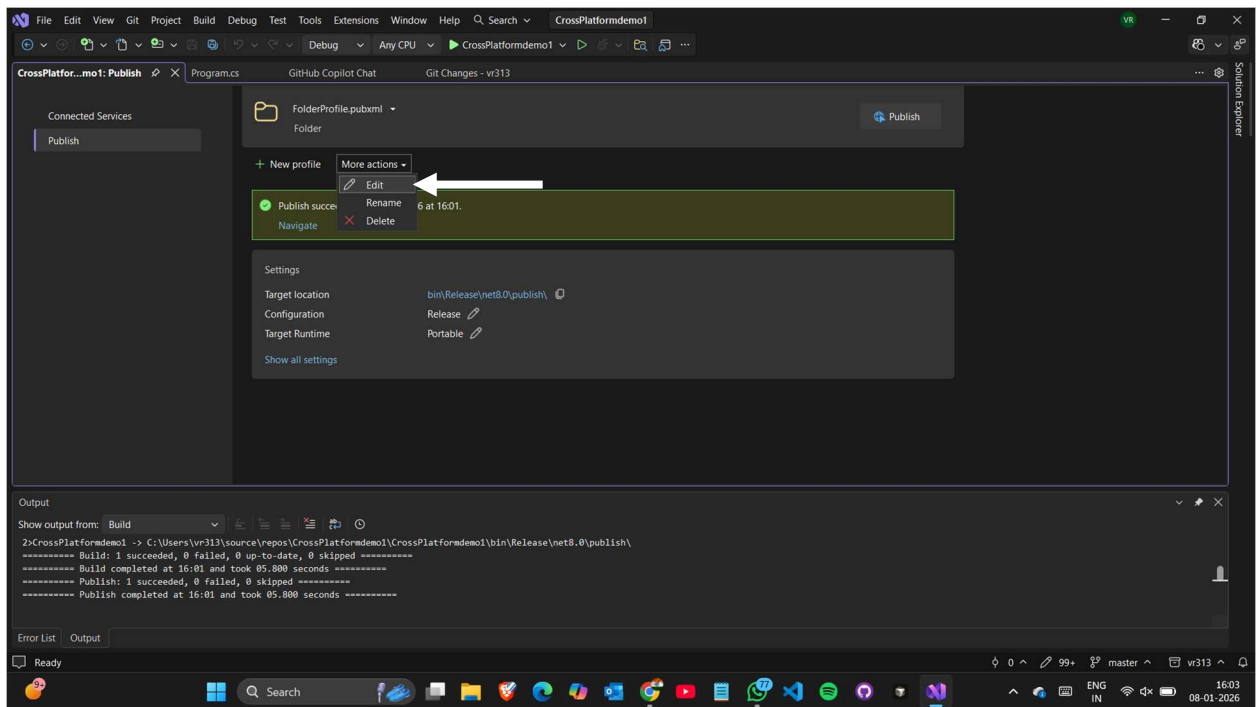 File Edit View Git Project Build Debug Test Tools Extensions Window Help Search CrossPlatformdemo1 VR
Debug Any CPU CrossPlatformdemo1
CrossPlatfor...mo1: Publish Program.cs GitHub Copilot Chat Git Changes - vr313
Solution Explorer
Connected Services
Publish
FolderProfile.pubxml
Folder
Publish
New profile More actions
Edit
Rename
Delete
Publish succe 6 at 16:01.
Navigate
Settings
Target location bin\Release\net8.0\publish\
Configuration Release
Target Runtime Portable
Show all settings
Output
Show output from: Build
2>CrossPlatformdemo1 -> C:\Users\vr313\source\repos\CrossPlatformdemo1\CrossPlatformdemo1\bin\Release\net8.0\publish\
========== Build: 1 succeeded, 0 failed, 0 up-to-date, 0 skipped ==========
========== Build completed at 16:01 and took 05.800 seconds ==========
========== Publish: 1 succeeded, 0 failed, 0 skipped ==========
========== Publish completed at 16:01 and took 05.800 seconds ==========
Error List Output
Ready 0 99+ master vr313
9+ Search 77 ENG IN 16:03 08-01-2026